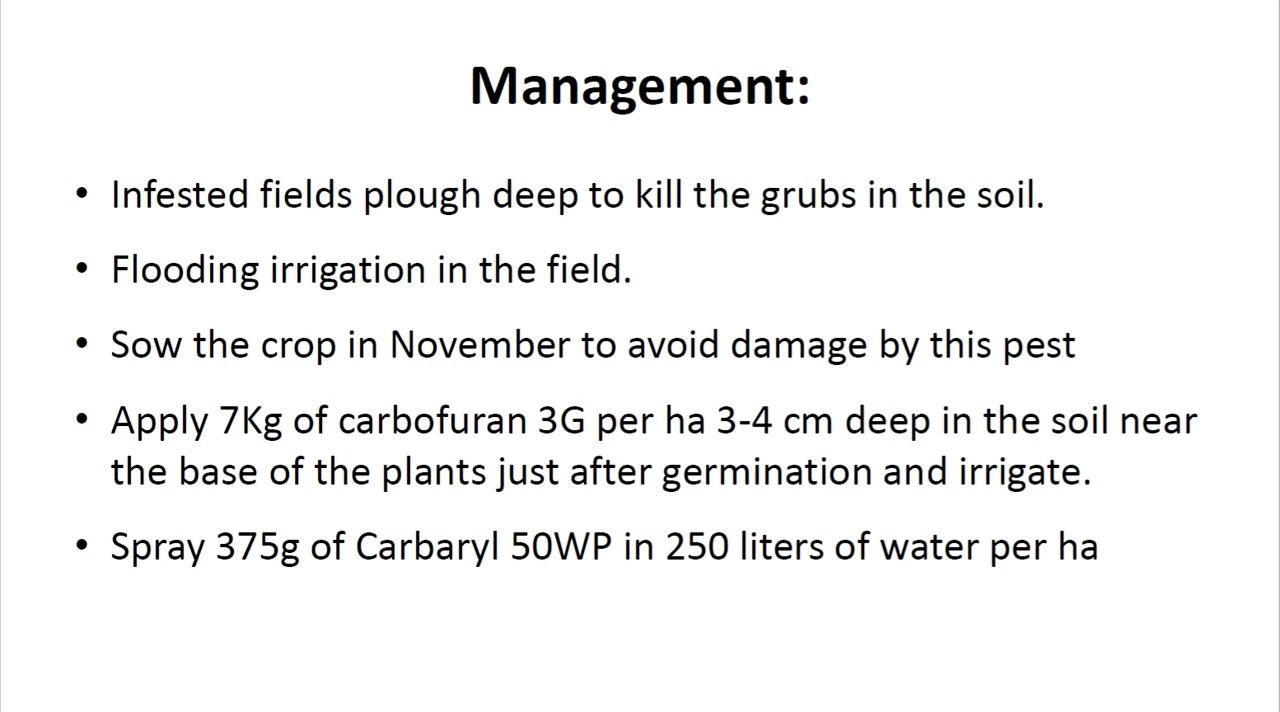 Management:
• Infested fields plough deep to kill the grubs in the soil.
• Flooding irrigation in the field.
• Sow the crop in November to avoid damage by this pest
• Apply 7Kg of carbofuran 3G per ha 3-4 cm deep in the soil near
the base of the plants just after germination and irrigate.
• Spray 375g of Carbaryl 50WP in 250 liters of water per ha